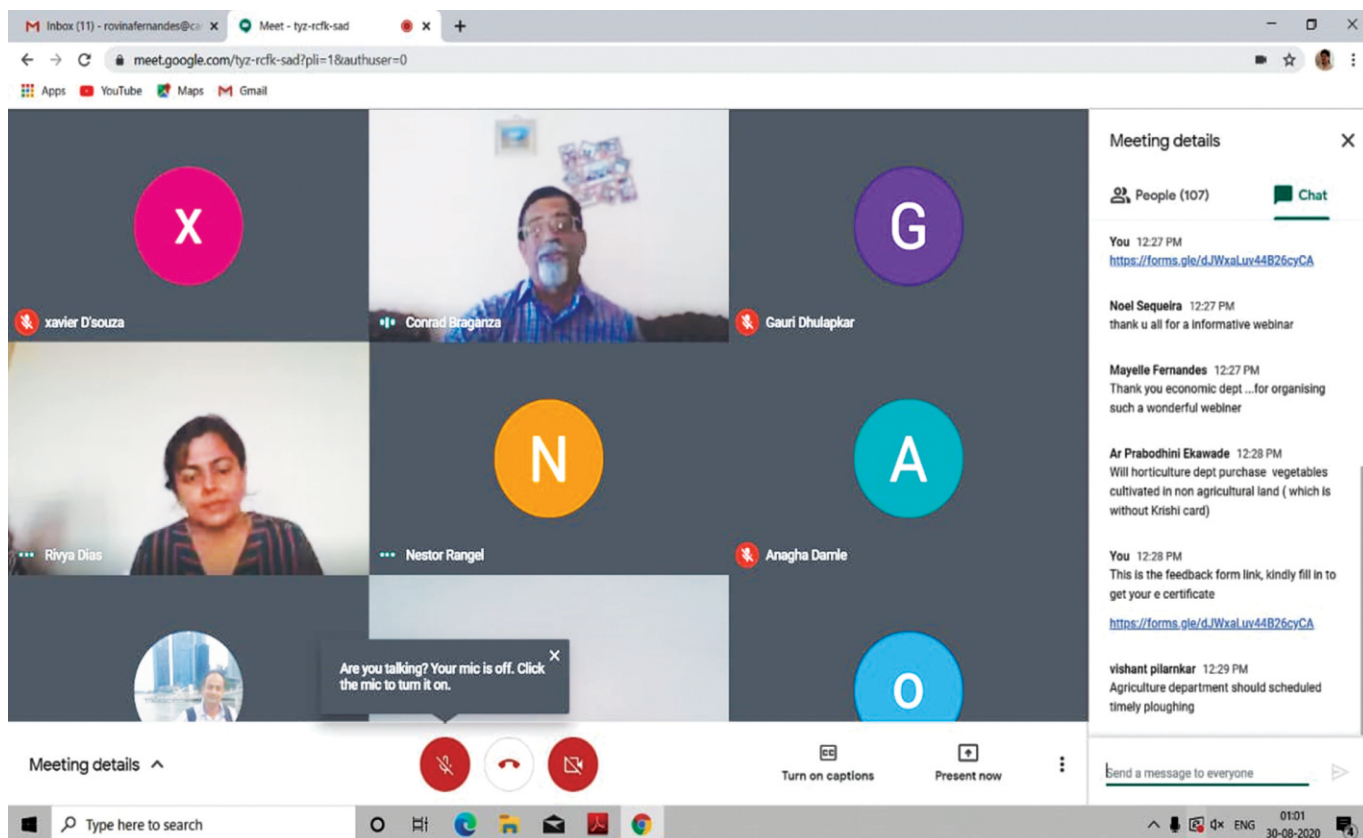 Inbox (11) - rovinafernandes@ca
Meet - tyz-rcfk-sad
meet.google.com/tyz-rcfk-sad?pli=1&authuser=0
Apps YouTube Maps Gmail
X
xavier D'souza
Conrad Braganza
G
Gauri Dhulapkar
Rivya Dias
N
Nestor Rangel
A
Anagha Damle
O
Are you talking? Your mic is off. Click
the mic to turn it on.
Meeting details
People (107) Chat
You 12:27 PM
https://forms.gle/dJWxaLuv44B26cyCA
Noel Sequeira 12:27 PM
thank u all for a informative webinar
Mayelle Fernandes 12:27 PM
Thank you economic dept ...for organising
such a wonderful webiner
Ar Prabodhini Ekawade 12:28 PM
Will horticulture dept purchase vegetables
cultivated in non agricultural land ( which is
without Krishi card)
You 12:28 PM
This is the feedback form link, kindly fill in to
get your e certificate
https://forms.gle/dJWxaLuv44B26cyCA
vishant pilarnkar 12:29 PM
Agriculture department should scheduled
timely ploughing
Send a message to everyone
Meeting details
CC
Turn on captions
Present now
Type here to search
ENG
01:01
30-08-2020
4